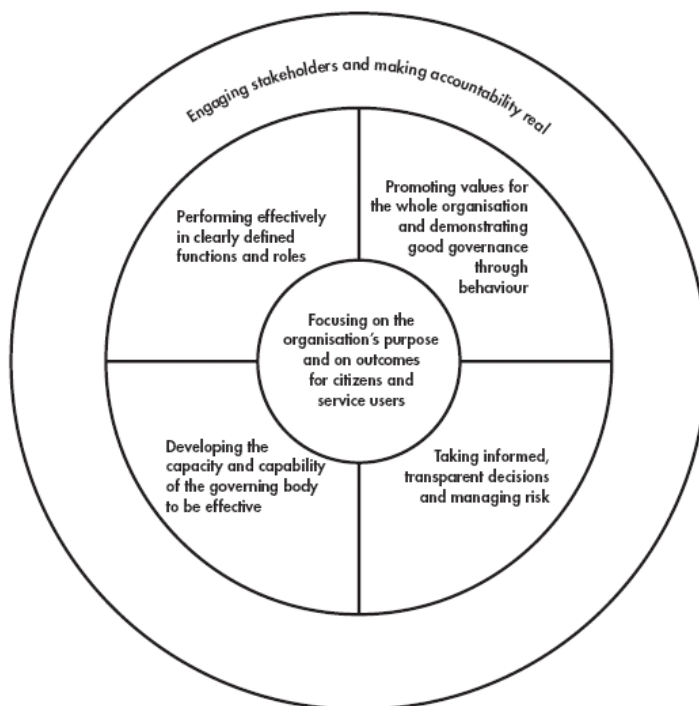 Engaging stakeholders and making accountability real
Performing effectively
in clearly defined
functions and roles
Promoting values for
the whole organisation
and demonstrating
good governance
through
behaviour
Focusing on the
organisation's purpose
and on outcomes
for citizens and
service users
Developing the
capacity and capability
of the governing body
to be effective
Taking informed,
transparent decisions
and managing risk